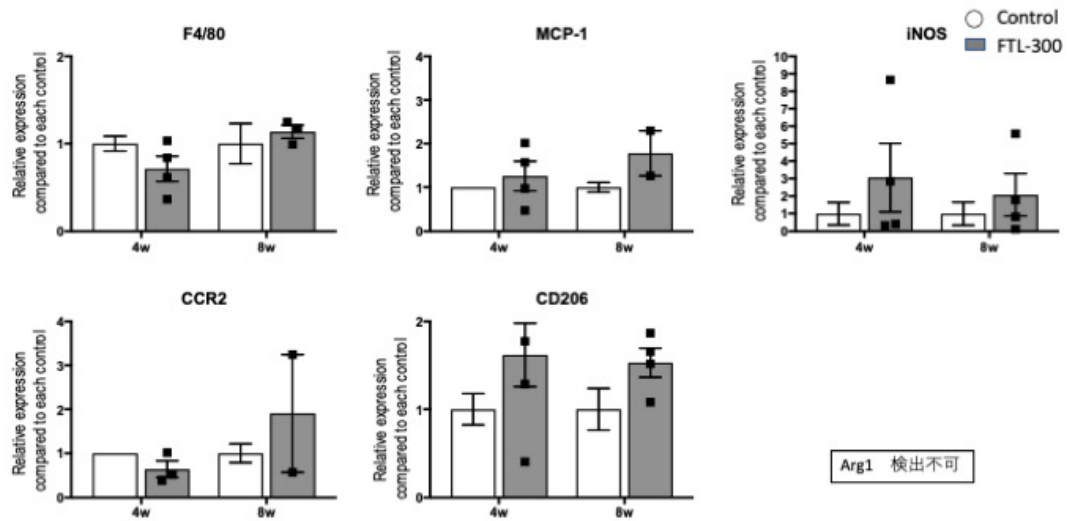 F4/80
Relative expression
compared to each control
2
1
0
4w
8w
MCP-1
Relative expression
compared to each control
4
3
2
1
0
4w
8w
iNOS
Control
FTL-300
Relative expression
compared to each control
10
9
8
7
6
5
4
3
2
1
0
4w
8w
CCR2
Relative expression
compared to each control
4
3
2
1
0
4w
8w
CD206
Relative expression
compared to each control
2
1
0
4w
8w
Arg1 検出不可